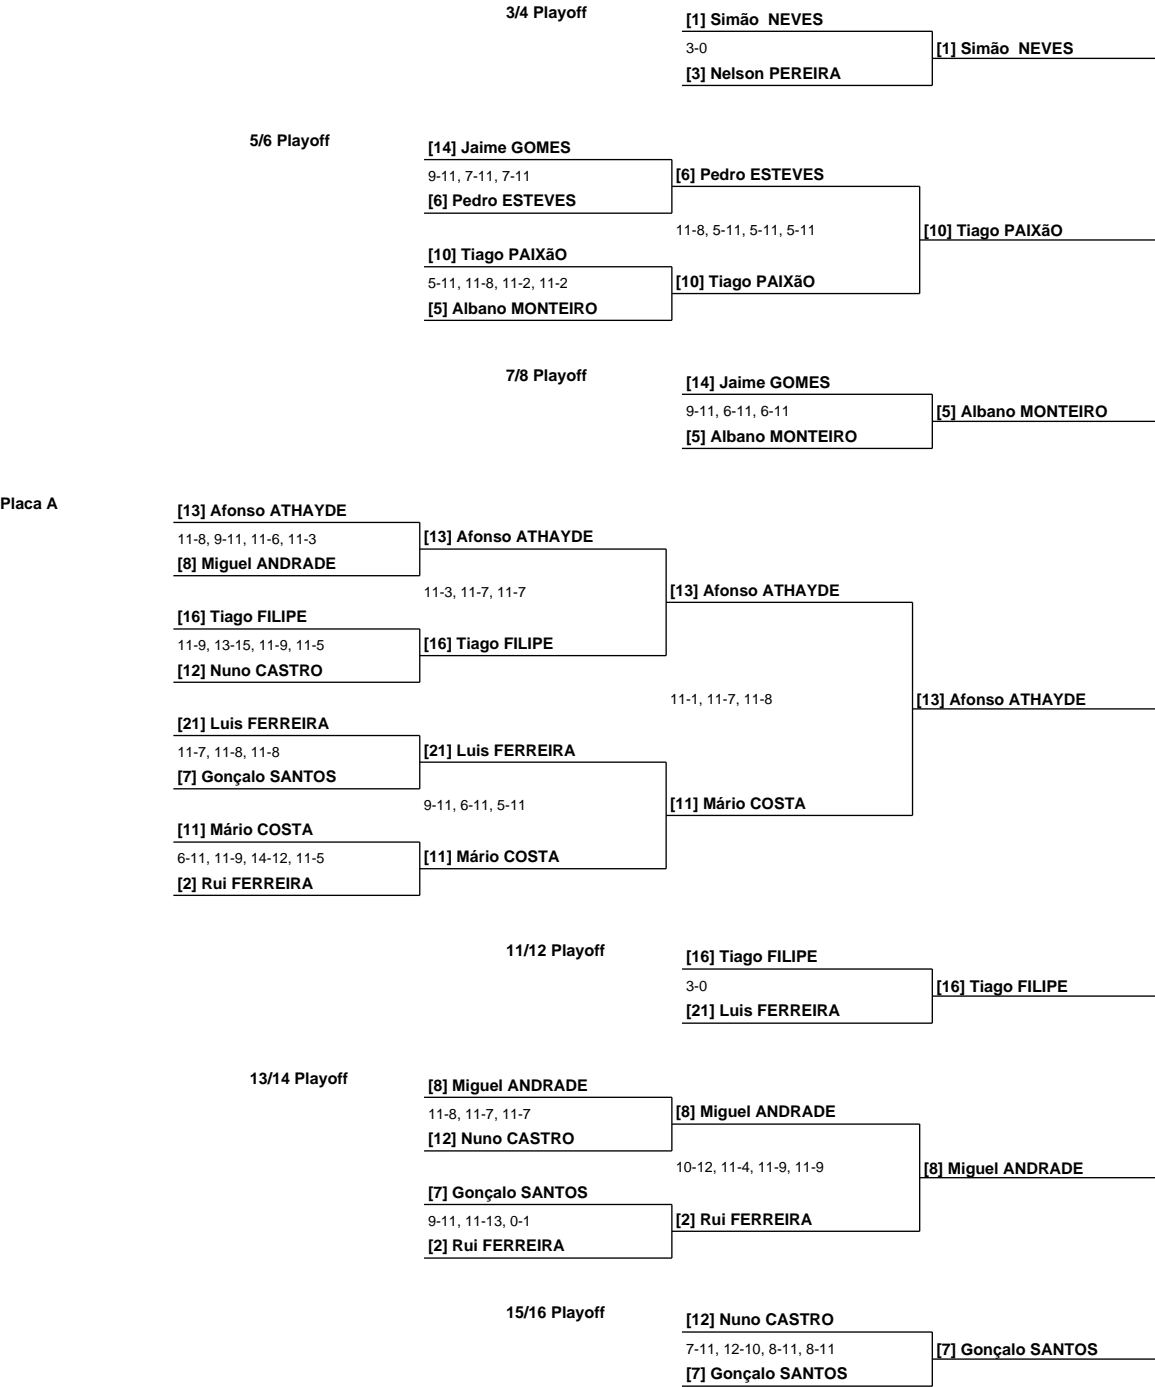 3/4 Playoff
[1] Simão  NEVES
3-0
[1] Simão  NEVES
[3] Nelson PEREIRA
5/6 Playoff
[14] Jaime GOMES
9-11, 7-11, 7-11
[6] Pedro ESTEVES
[6] Pedro ESTEVES
11-8, 5-11, 5-11, 5-11
[10] Tiago PAIXãO
[10] Tiago PAIXãO
5-11, 11-8, 11-2, 11-2
[10] Tiago PAIXãO
[5] Albano MONTEIRO
7/8 Playoff
[14] Jaime GOMES
9-11, 6-11, 6-11
[5] Albano MONTEIRO
[5] Albano MONTEIRO
Placa A
[13] Afonso ATHAYDE
11-8, 9-11, 11-6, 11-3
[13] Afonso ATHAYDE
[8] Miguel ANDRADE
11-3, 11-7, 11-7
[13] Afonso ATHAYDE
[16] Tiago FILIPE
11-9, 13-15, 11-9, 11-5
[16] Tiago FILIPE
[12] Nuno CASTRO
11-1, 11-7, 11-8
[13] Afonso ATHAYDE
[21] Luis FERREIRA
11-7, 11-8, 11-8
[21] Luis FERREIRA
[7] Gonçalo SANTOS
9-11, 6-11, 5-11
[11] Mário COSTA
[11] Mário COSTA
6-11, 11-9, 14-12, 11-5
[11] Mário COSTA
[2] Rui FERREIRA
11/12 Playoff
[16] Tiago FILIPE
3-0
[16] Tiago FILIPE
[21] Luis FERREIRA
13/14 Playoff
[8] Miguel ANDRADE
11-8, 11-7, 11-7
[8] Miguel ANDRADE
[12] Nuno CASTRO
10-12, 11-4, 11-9, 11-9
[8] Miguel ANDRADE
[7] Gonçalo SANTOS
9-11, 11-13, 0-1
[2] Rui FERREIRA
[2] Rui FERREIRA
15/16 Playoff
[12] Nuno CASTRO
7-11, 12-10, 8-11, 8-11
[7] Gonçalo SANTOS
[7] Gonçalo SANTOS